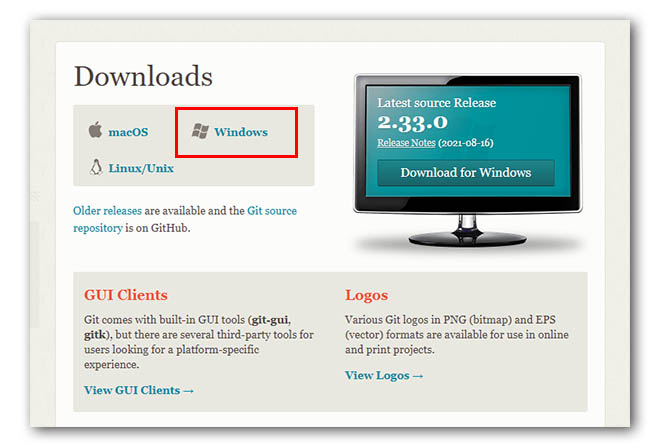 Downloads
macOS
Windows
Linux/Unix
Older releases are available and the Git source
repository is on GitHub.
Latest source Release
2.33.0
Release Notes (2021-08-16)
Download for Windows
GUI Clients
Git comes with built-in GUI tools (git-gui,
gitk), but there are several third-party tools for
users looking for a platform-specific
experience.
View GUI Clients →
Logos
Various Git logos in PNG (bitmap) and EPS
(vector) formats are available for use in online
and print projects.
View Logos →